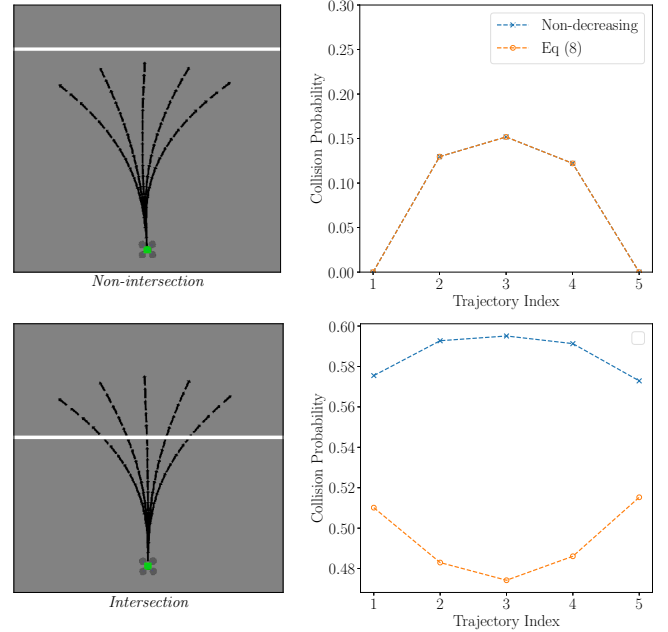 Non-intersection
0.30
0.25
0.20
0.15
0.10
0.05
0.00
Collision Probability
Non-decreasing
Eq (8)
1 2 3 4 5
Trajectory Index
Intersection
0.60
0.58
0.56
0.54
0.52
0.50
0.48
Collision Probability
1 2 3 4 5
Trajectory Index